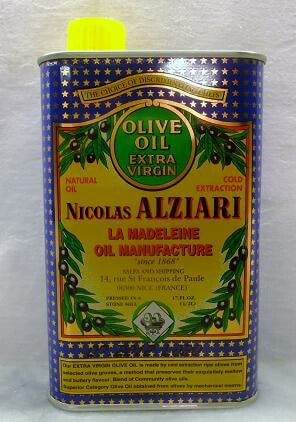 THE CHOICE OF DISCRIMINATING CHEFS
OLIVE
OIL
EXTRA
VIRGIN
NATURAL
OIL
COLD
EXTRACTION
NICOLAS ALZIARI
LA MADELEINE
OIL MANUFACTURE
"since 1868"
SALES AND SHIPPING
14, rue St François de Paule
06300 NICE (FRANCE)
PRESSED IN A
STONE MILL
17 FL.OZ.
(1/2L)
Our EXTRA VIRGIN OLIVE OIL is made by cold extraction ripe olives from
selected olive groves, a method that preserves their exquisitely mellow
and buttery flavour. Blend of Community olive oils.
Superior Category Olive Oil obtained from olives by mechanical means.